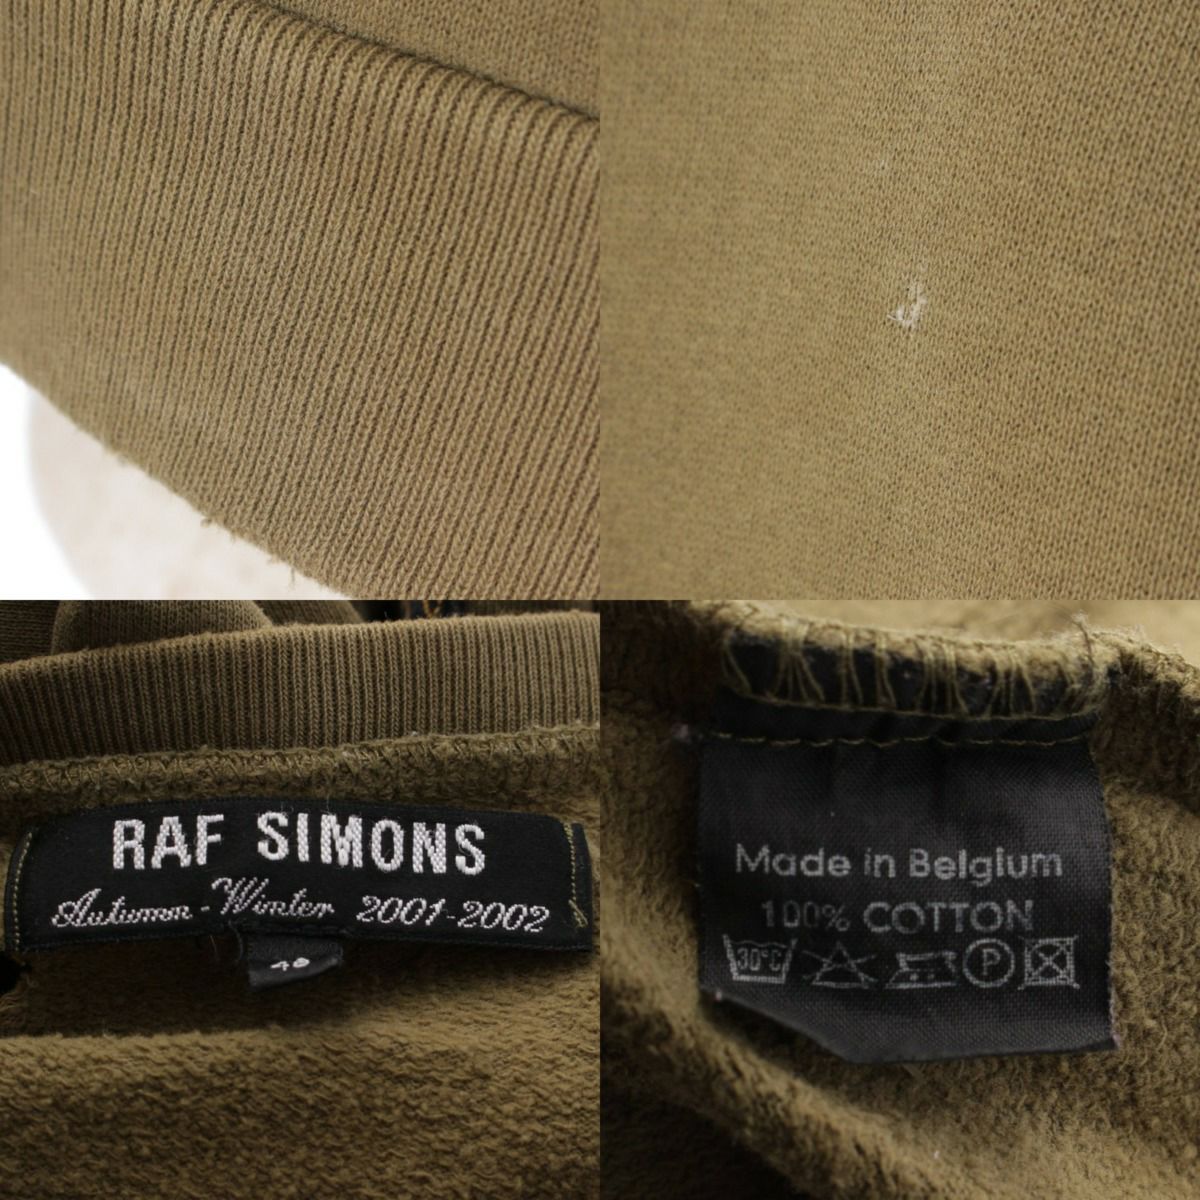 RAF SIMONS
Autumn-Winter 2001-2002
Made in Belgium
100% COTTON
30°C P